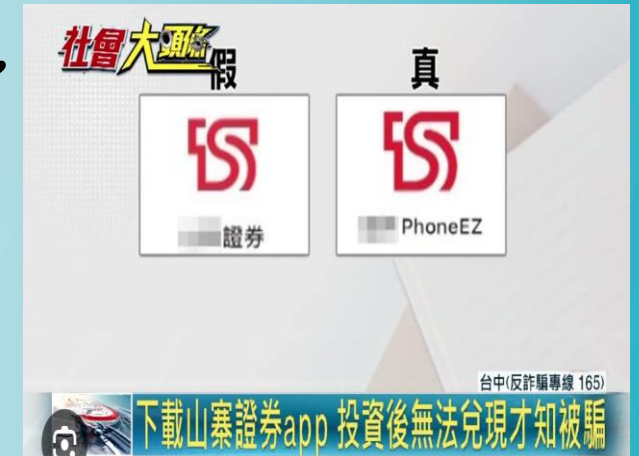 社會大頭條
假
真
證券
PhoneEZ
台中(反詐騙專線 165)
下載山寨證券app 投資後無法兌現才知被騙